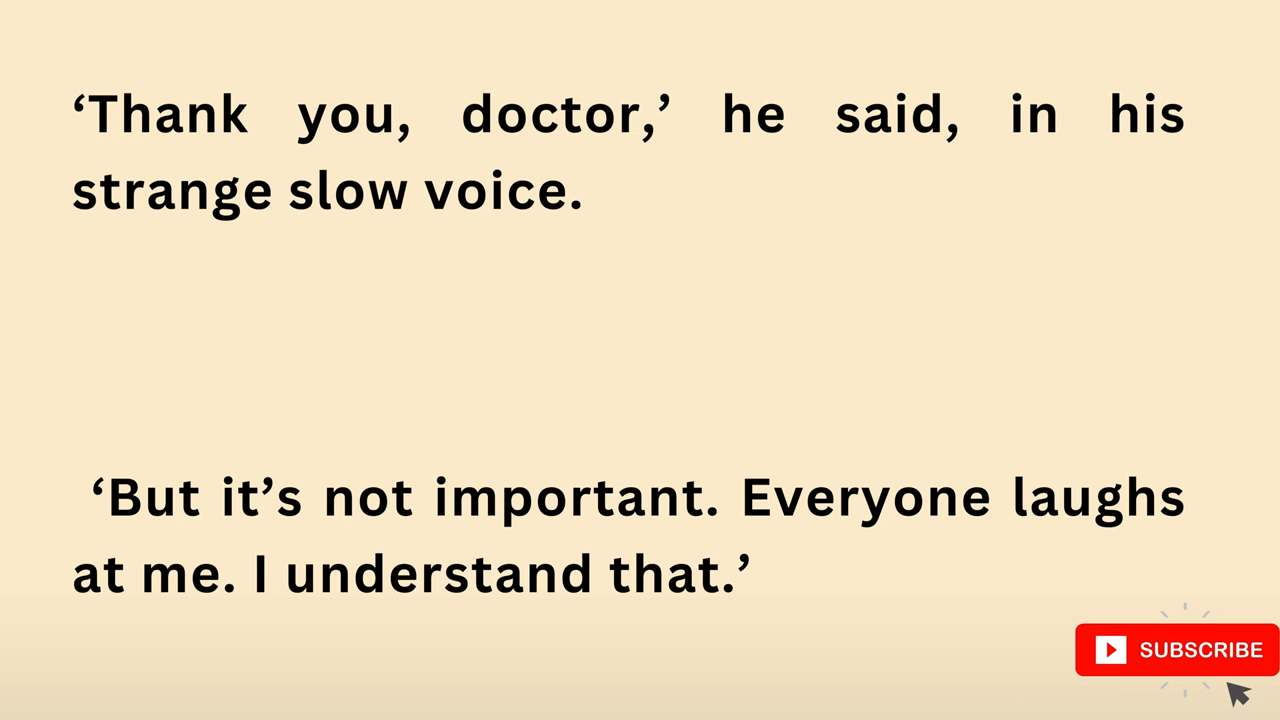 ‘Thank you, doctor,’ he said, in his
strange slow voice.
‘But it’s not important. Everyone laughs
at me. I understand that.’
SUBSCRIBE